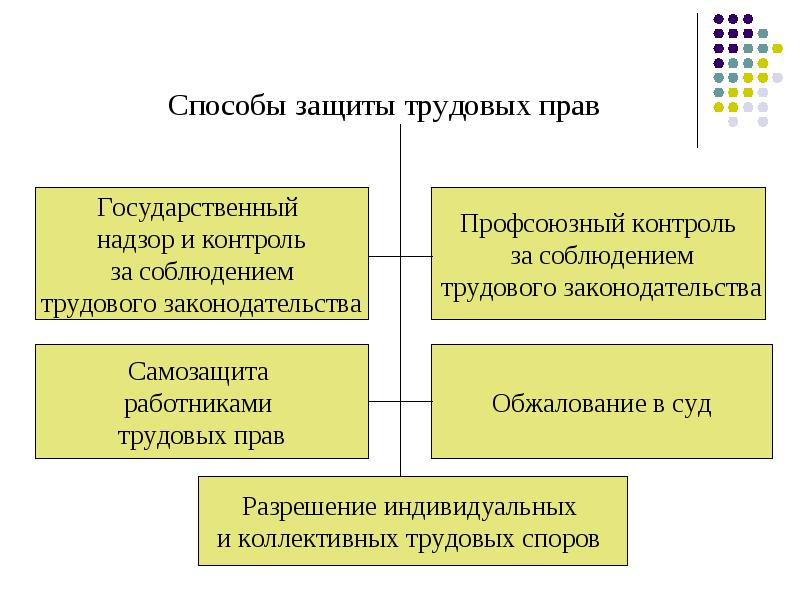 Способы защиты трудовых прав
Государственный
надзор и контроль
за соблюдением
трудового законодательства
Профсоюзный контроль
за соблюдением
трудового законодательства
Самозащита
работниками
трудовых прав
Обжалование в суд
Разрешение индивидуальных
и коллективных трудовых споров